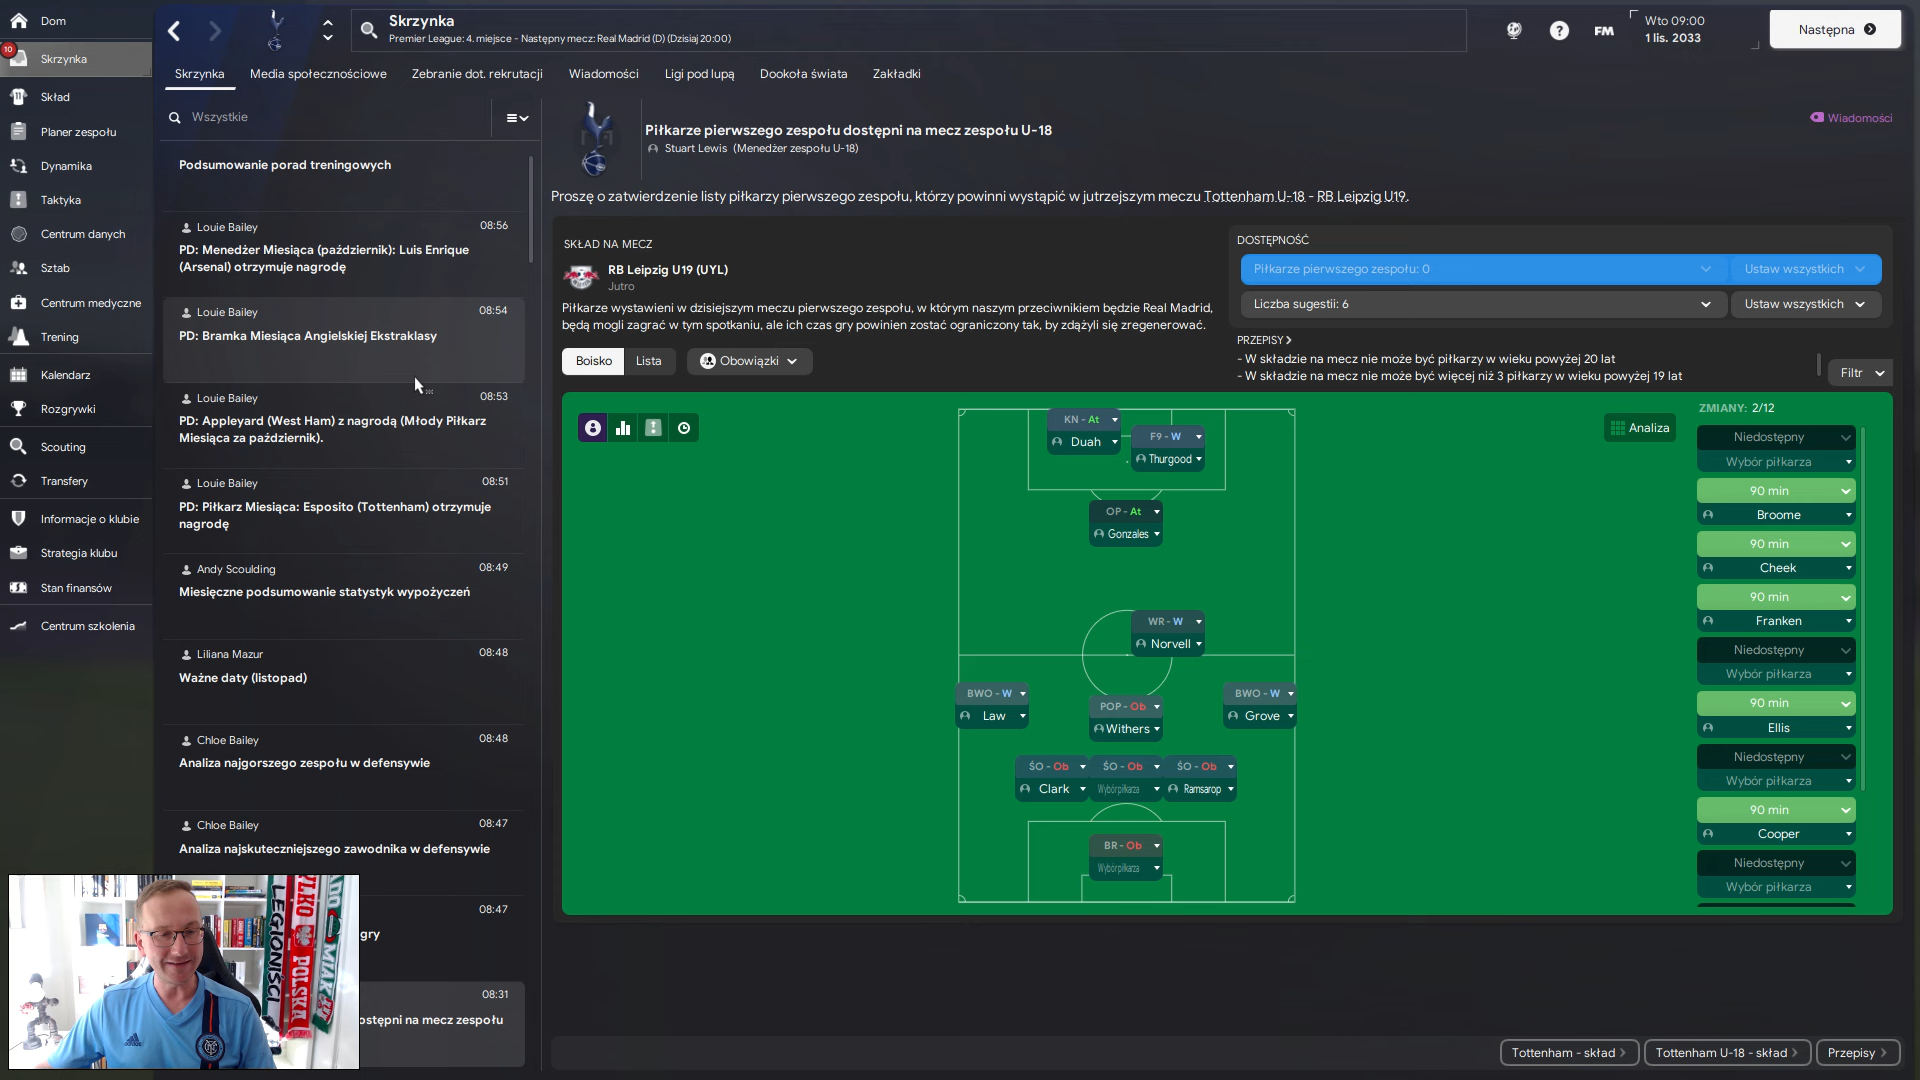 Dom
10
Skrzynka
Skład
Planer zespołu
Dynamika
Taktyka
Centrum danych
Sztab
Centrum medyczne
Trening
Kalendarz
Rozgrywki
Scouting
Transfery
Informacje o klubie
Strategia klubu
Stan finansów
Centrum szkolenia
Skrzynka
Premier League: 4. miejsce - Następny mecz: Real Madrid (D) (Dzisiaj 20:00)
FM
Wto 09:00
1 lis. 2033
Następna
Skrzynka
Media społecznościowe
Zebranie dot. rekrutacji
Wiadomości
Ligi pod lupą
Dookoła świata
Zakładki
Wszystkie
Podsumowanie porad treningowych
Louie Bailey 08:56
PD: Menedżer Miesiąca (październik): Luis Enrique
(Arsenal) otrzymuje nagrodę
Louie Bailey 08:54
PD: Bramka Miesiąca Angielskiej Ekstraklasy
Louie Bailey 08:53
PD: Appleyard (West Ham) z nagrodą (Młody Piłkarz
Miesiąca za październik).
Louie Bailey 08:51
PD: Piłkarz Miesiąca: Esposito (Tottenham) otrzymuje
nagrodę
Andy Scoulding 08:49
Miesięczne podsumowanie statystyk wypożyczeń
Liliana Mazur 08:48
Ważne daty (listopad)
Chloe Bailey 08:48
Analiza najgorszego zespołu w defensywie
Chloe Bailey 08:47
Analiza najskuteczniejszego zawodnika w defensywie
08:47
gry
08:31
ostępni na mecz zespołu
LEGIONIŚCI
POLSKA
Piłkarze pierwszego zespołu dostępni na mecz zespołu U-18
Stuart Lewis (Menedżer zespołu U-18)
Wiadomości
Proszę o zatwierdzenie listy piłkarzy pierwszego zespołu, którzy powinni wystąpić w jutrzejszym meczu Tottenham U-18 - RB Leipzig U19.
SKŁAD NA MECZ
RB Leipzig U19 (UYL)
Jutro
Piłkarze wystawieni w dzisiejszym meczu pierwszego zespołu, w którym naszym przeciwnikiem będzie Real Madrid,
będą mogli zagrać w tym spotkaniu, ale ich czas gry powinien zostać ograniczony tak, by zdążyli się zregenerować.
Boisko
Lista
Obowiązki
DOSTĘPNOŚĆ
Piłkarze pierwszego zespołu: 0
Ustaw wszystkich
Liczba sugestii: 6
Ustaw wszystkich
PRZEPISY
- W składzie na mecz nie może być piłkarzy w wieku powyżej 20 lat
- W składzie na mecz nie może być więcej niż 3 piłkarzy w wieku powyżej 19 lat
Filtr
Analiza
KN - At
Duah
F9 - W
Thurgood
OP - At
Gonzales
WR - W
Norvell
BWO - W
Law
POP - Ob
Withers
BWO - W
Grove
ŚO - Ob
Clark
ŚO - Ob
Wybór piłkarza
ŚO - Ob
Ramsarop
BR - Ob
Wybór piłkarza
ZMIANY: 2/12
Niedostępny
Wybór piłkarza
90 min
Broome
90 min
Cheek
90 min
Franken
Niedostępny
Wybór piłkarza
90 min
Ellis
Niedostępny
Wybór piłkarza
90 min
Cooper
Niedostępny
Wybór piłkarza
Tottenham - skład
Tottenham U-18 - skład
Przepisy